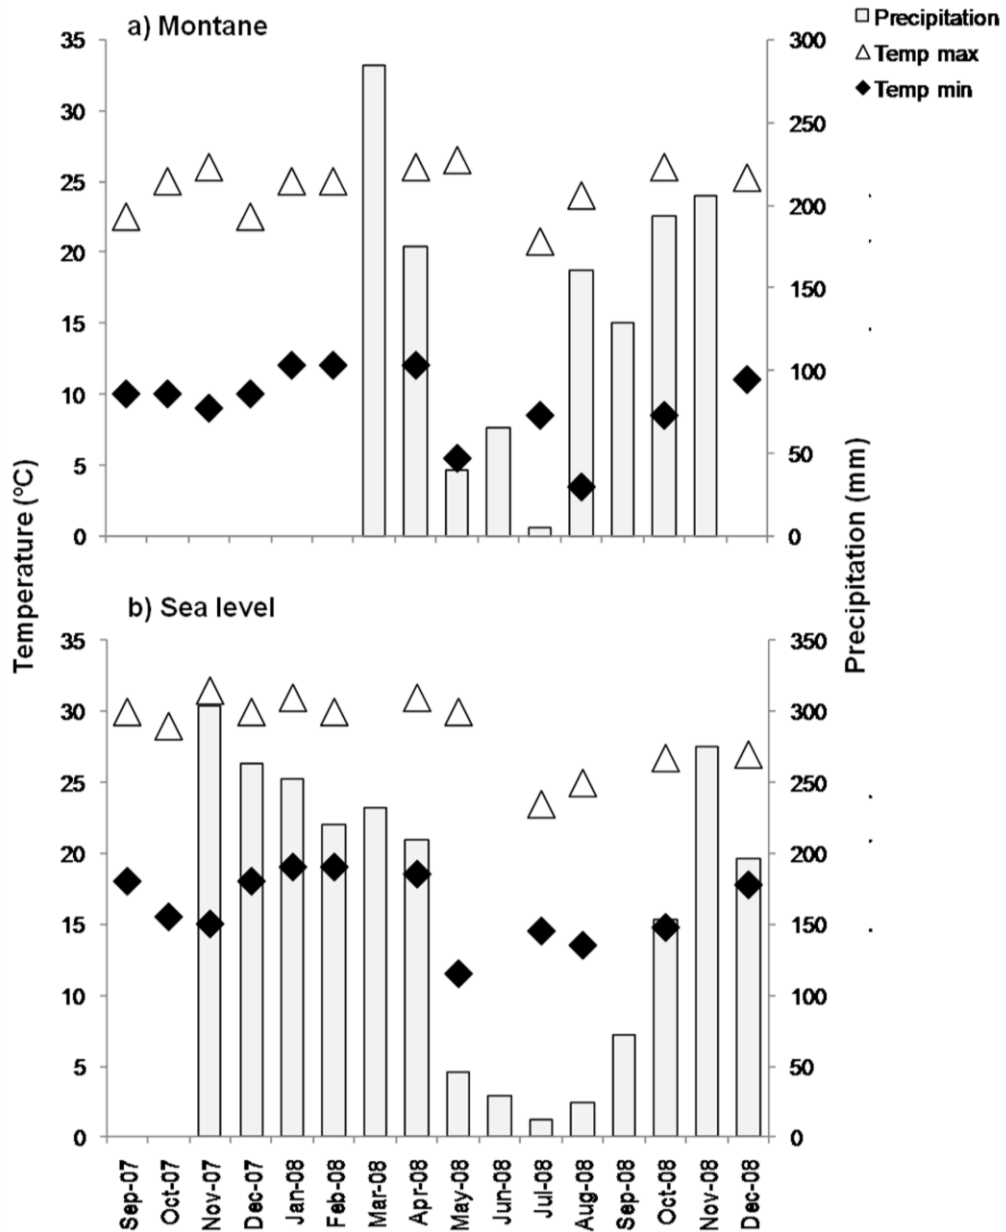 a) Montane
Precipitation
Temp max
Temp min
35
30
25
20
15
10
5
0
300
250
200
150
100
50
0
Temperature (°C)
Precipitation (mm)
b) Sea level
35
30
25
20
15
10
5
0
350
300
250
200
150
100
50
0
Sep-07
Oct-07
Nov-07
Dec-07
Jan-08
Feb-08
Mar-08
Apr-08
May-08
Jun-08
Jul-08
Aug-08
Sep-08
Oct-08
Nov-08
Dec-08